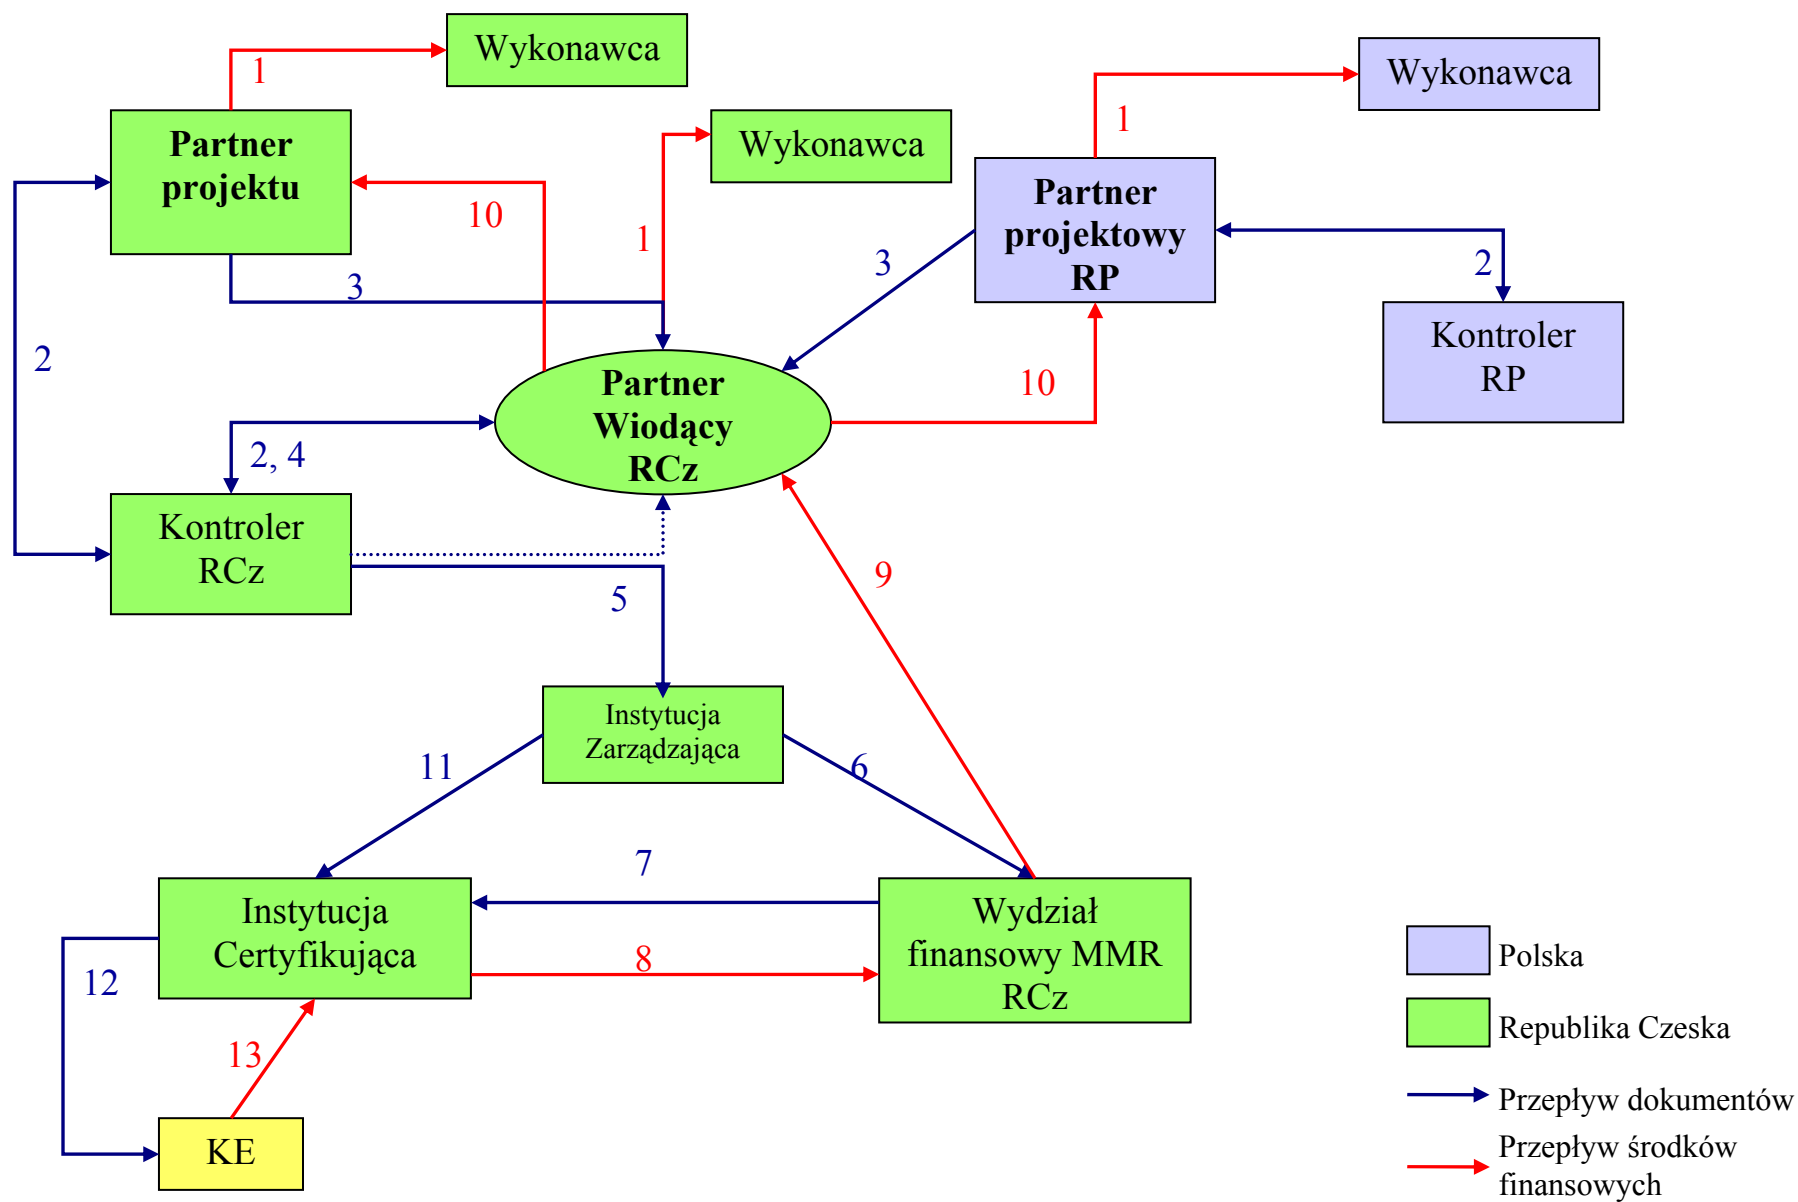 Wykonawca
1
Wykonawca
1
Partner
projektu
Wykonawca
1
Partner
projektowy
RP
10
3
2
3
2
Kontroler
RP
Partner
Wiodący
RCz
10
2, 4
Kontroler
RCz
5
9
Instytucja
Zarządzająca
11
6
7
Instytucja
Certyfikująca
8
Wydział
finansowy MMR
RCz
12
13
KE
Polska
Republika Czeska
Przepływ dokumentów
Przepływ środków
finansowych